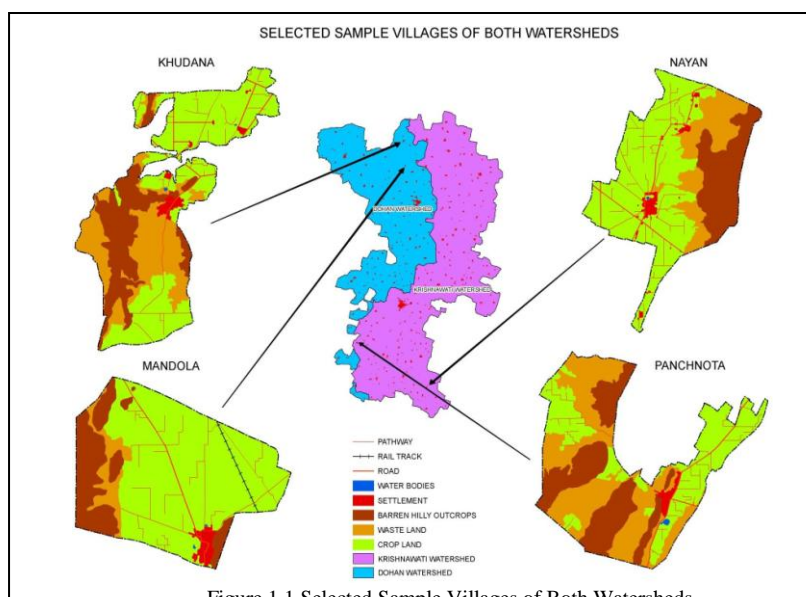 SELECTED SAMPLE VILLAGES OF BOTH WATERSHEDS
KHUDANA
NAYAN
DOHAN WATERSHED
KRISHNAWATI WATERSHED
MANDOLA
PANCHNOTA
PATHWAY
RAIL TRACK
ROAD
WATER BODIES
SETTLEMENT
BARREN HILLY OUTCROPS
WASTE LAND
CROP LAND
KRISHNAWATI WATERSHED
DOHAN WATERSHED
Figure 1.1 Selected Sample Villages of Both Watersheds